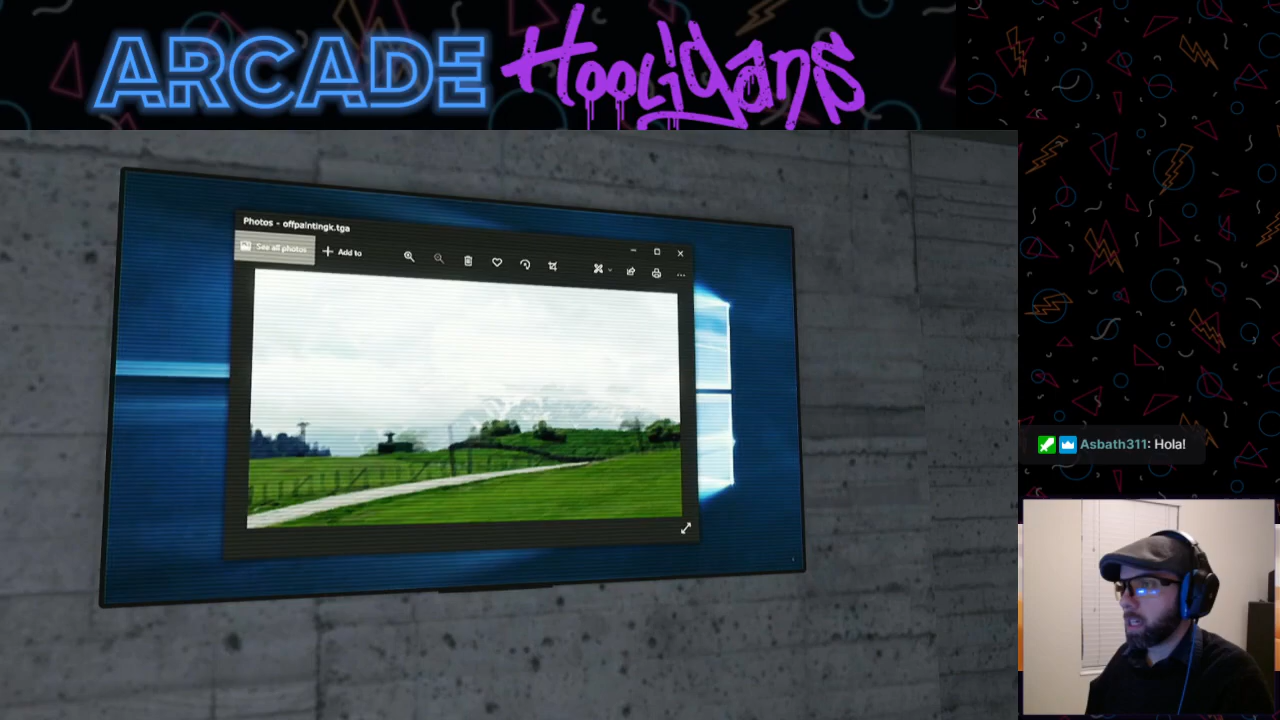 ARCADE Hooligans
Photos - offpaintingk.tga
See all photos
Add to
Asbath311: Hola!